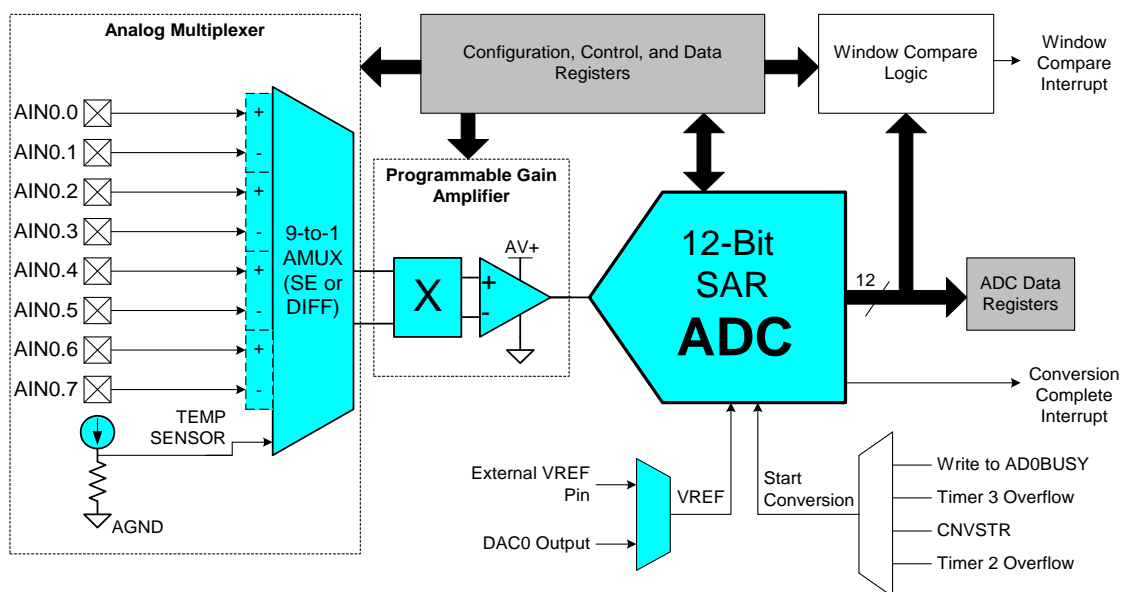 Analog Multiplexer
AIN0.0
AIN0.1
AIN0.2
AIN0.3
AIN0.4
AIN0.5
AIN0.6
AIN0.7
+
-
+
-
+
-
+
-
9-to-1
AMUX
(SE or
DIFF)
TEMP
SENSOR
AGND
Configuration, Control, and Data
Registers
Window Compare
Logic
Window
Compare
Interrupt
Programmable Gain
Amplifier
X
+
-
AV+
12-Bit
SAR
ADC
12
ADC Data
Registers
Conversion
Complete
Interrupt
External VREF
Pin
DAC0 Output
VREF
Start
Conversion
Write to AD0BUSY
Timer 3 Overflow
CNVSTR
Timer 2 Overflow